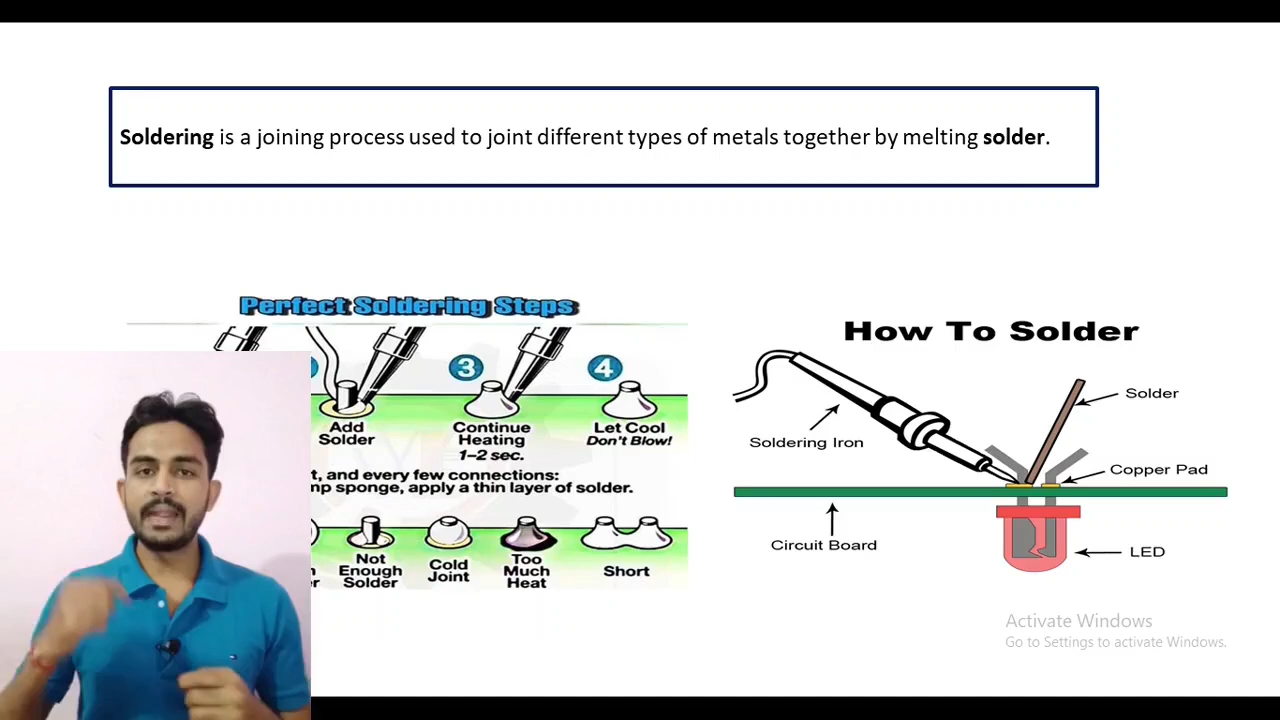 Soldering is a joining process used to joint different types of metals together by melting solder.
Perfect Soldering Steps
3
4
Add
Solder
Continue
Heating
1-2 sec.
Let Cool
Don't Blow!
and every few connections:
sponge, apply a thin layer of solder.
Not
Enough
Solder
Cold
Joint
Too
Much
Heat
Short
How To Solder
Solder
Soldering Iron
Copper Pad
Circuit Board
LED
Activate Windows
Go to Settings to activate Windows.